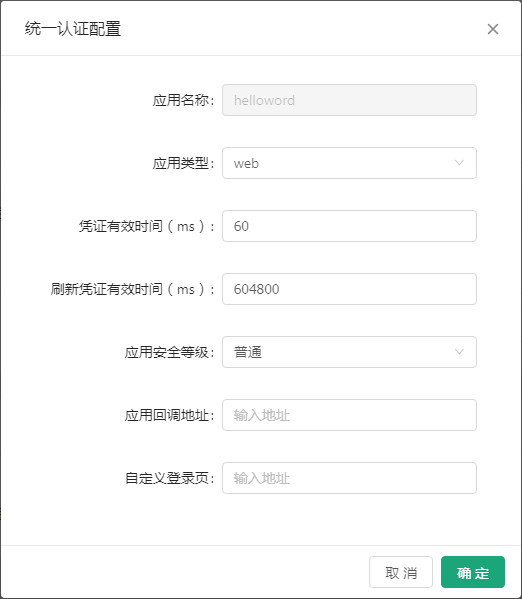 统一认证配置
应用名称: helloword
应用类型: web
凭证有效时间（ms）: 60
刷新凭证有效时间（ms）: 604800
应用安全等级: 普通
应用回调地址: 输入地址
自定义登录页: 输入地址
取 消 确 定